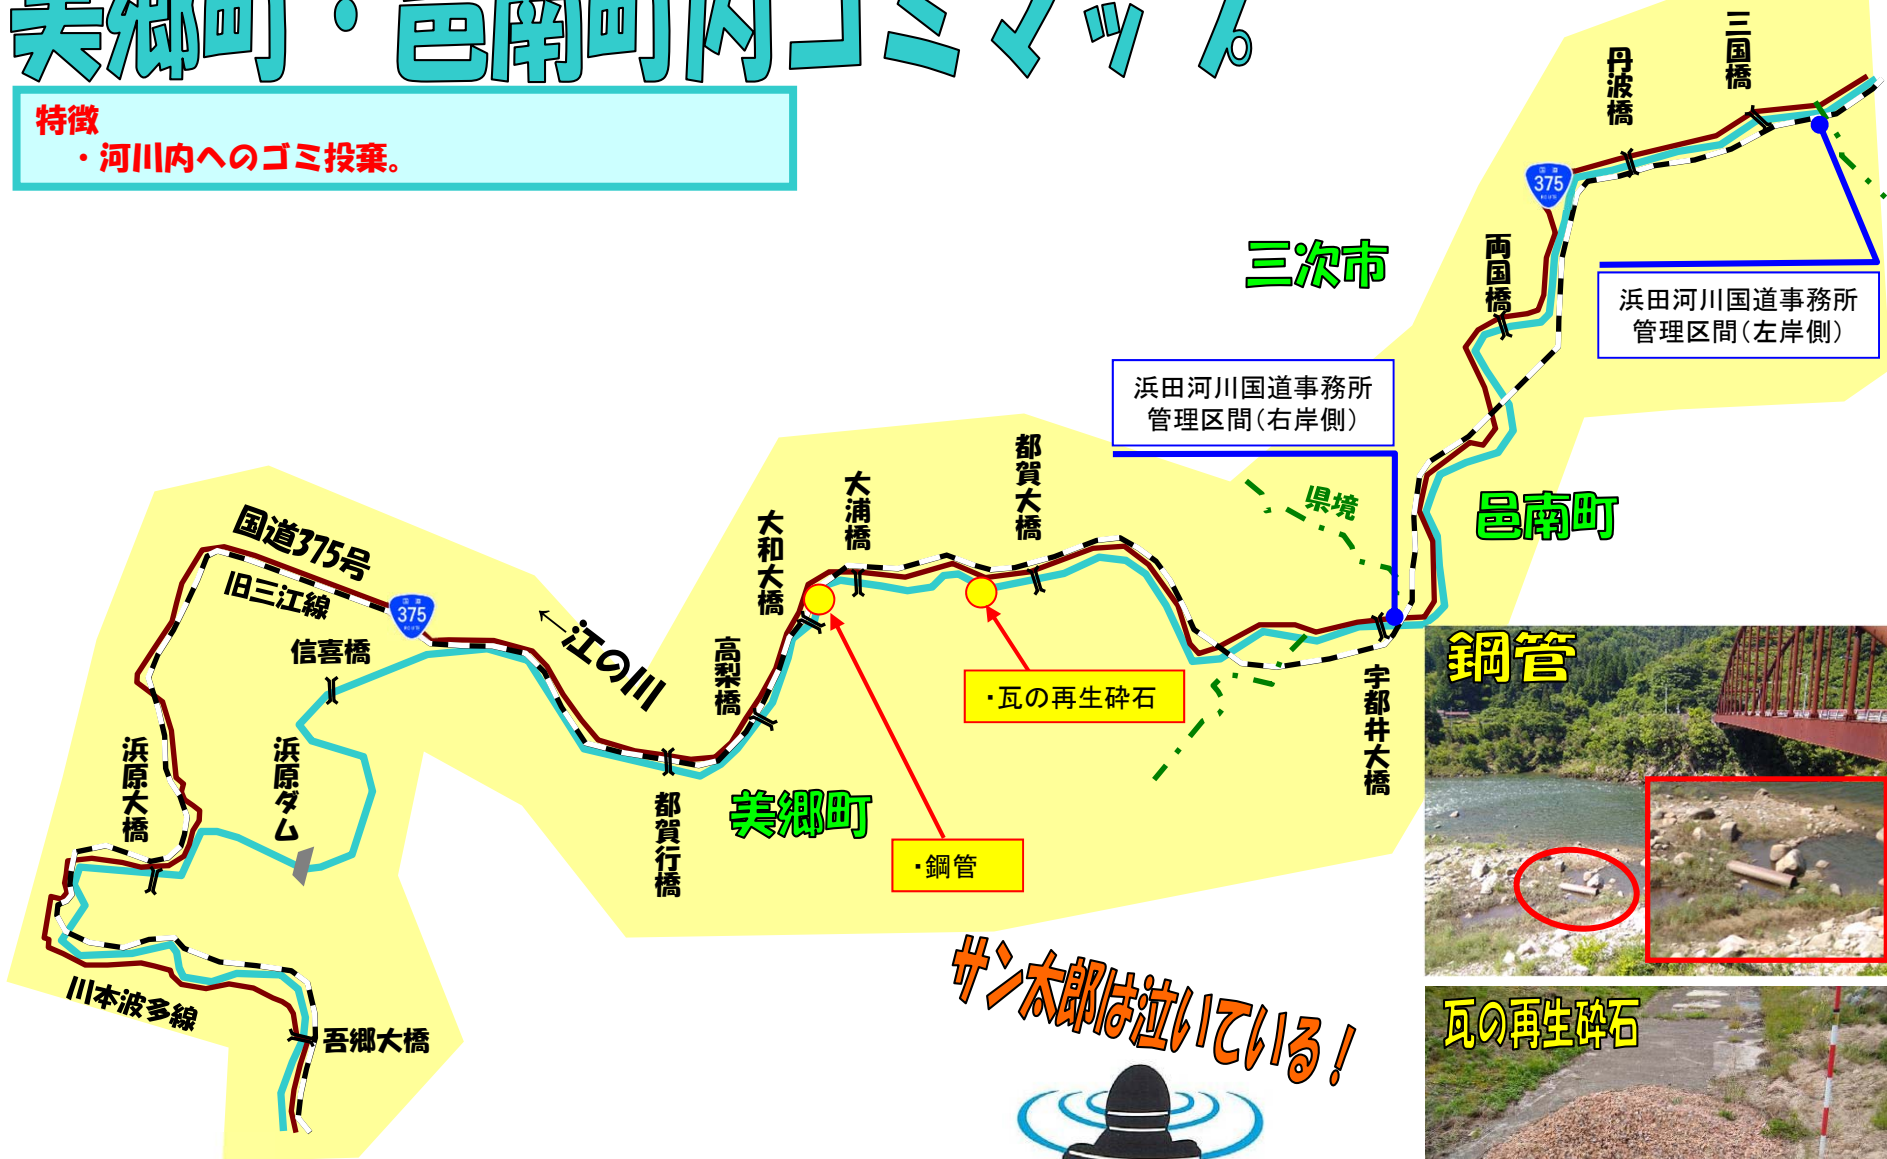 美郷町・邑南町内ゴミマップ
特徴
・河川内へのゴミ投棄。
三国橋
丹波橋
国道
375
ROUTE
両国橋
三次市
浜田河川国道事務所
管理区間(左岸側)
浜田河川国道事務所
管理区間(右岸側)
都賀大橋
大浦橋
大和大橋
県境
邑南町
国道375号
旧三江線
国道
375
ROUTE
信喜橋
←江の川
高梨橋
・瓦の再生砕石
宇都井大橋
鋼管
浜原大橋
浜原ダム
都賀行橋
美郷町
・鋼管
サン太郎は泣いている!
川本波多線
吾郷大橋
瓦の再生砕石